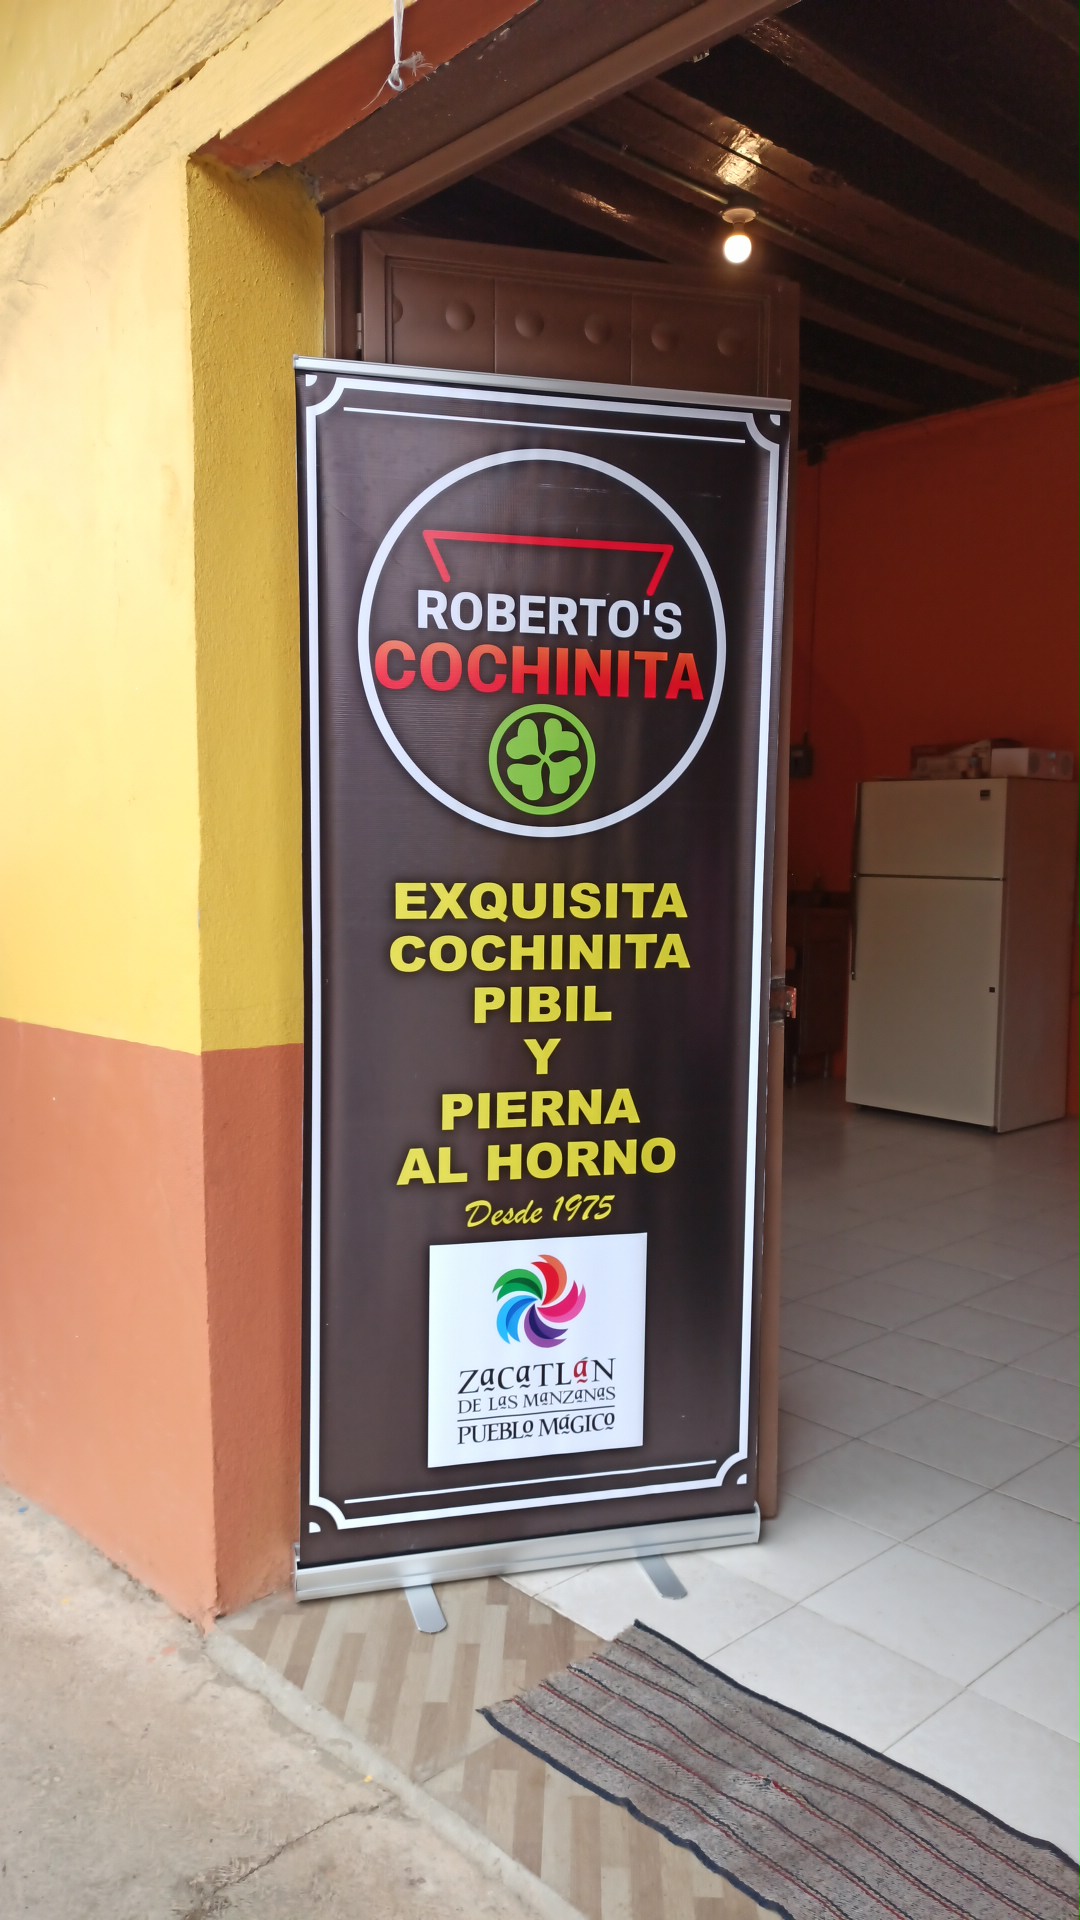 ROBERTO'S
COCHINITA
EXQUISITA
COCHINITA
PIBIL
Y
PIERNA
AL HORNO
Desde 1975
ZACATLÁN
DE LAS MANZANAS
PUEBLO MÁGICO